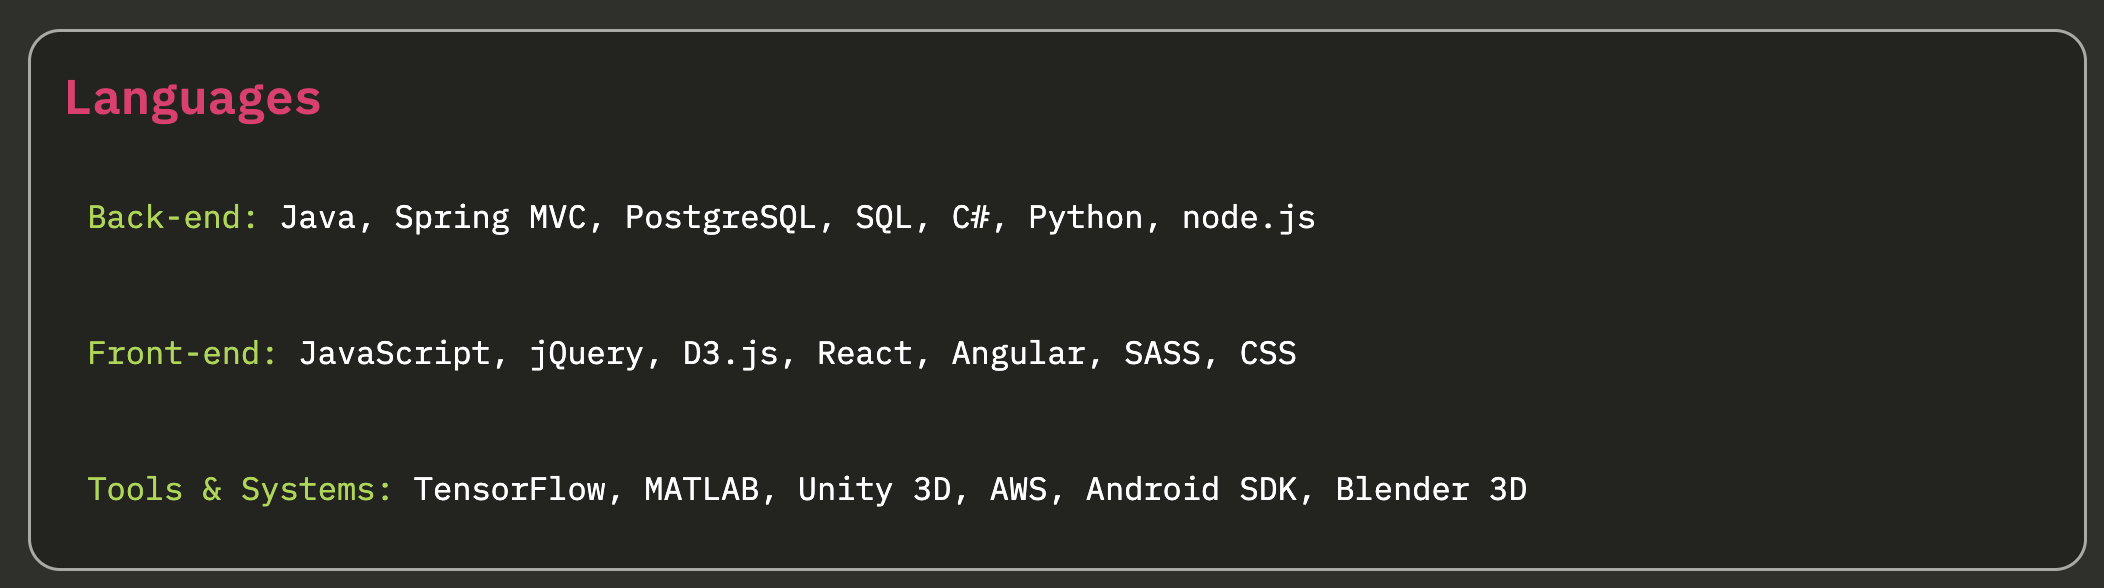 Languages
Back-end: Java, Spring MVC, PostgreSQL, SQL, C#, Python, node.js
Front-end: JavaScript, jQuery, D3.js, React, Angular, SASS, CSS
Tools & Systems: TensorFlow, MATLAB, Unity 3D, AWS, Android SDK, Blender 3D